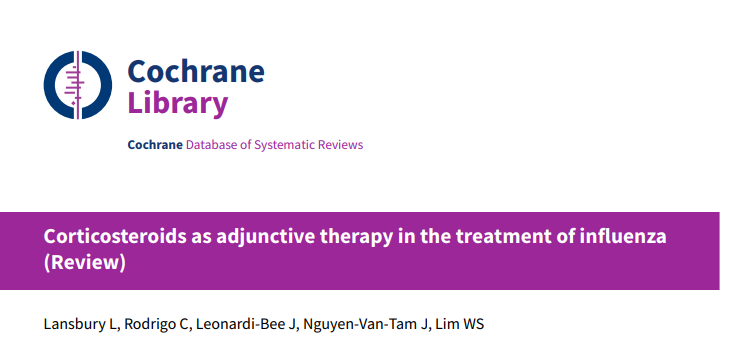 Cochrane
Library
Cochrane Database of Systematic Reviews
Corticosteroids as adjunctive therapy in the treatment of influenza
(Review)
Lansbury L, Rodrigo C, Leonardi-Bee J, Nguyen-Van-Tam J, Lim WS